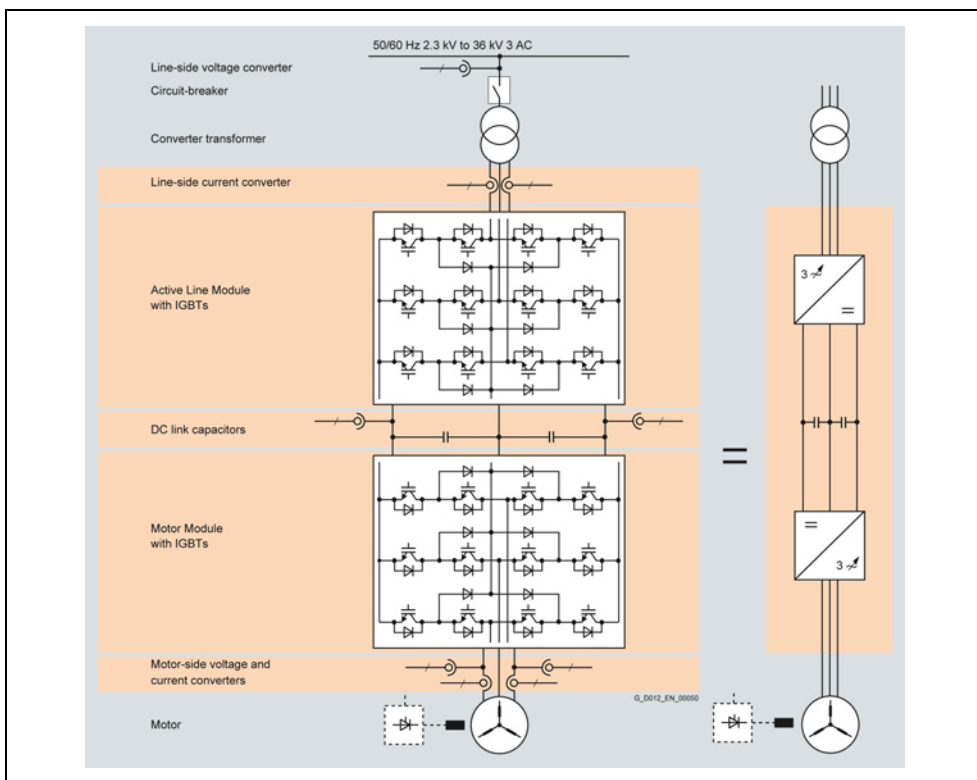 50/60 Hz 2.3 kV to 36 kV 3 AC
Line-side voltage converter
Circuit-breaker
Converter transformer
Line-side current converter
Active Line Module
with IGBTs
3
=
DC link capacitors
=
Motor Module
with IGBTs
=
3
Motor-side voltage and
current converters
G_D012_EN_00050
Motor